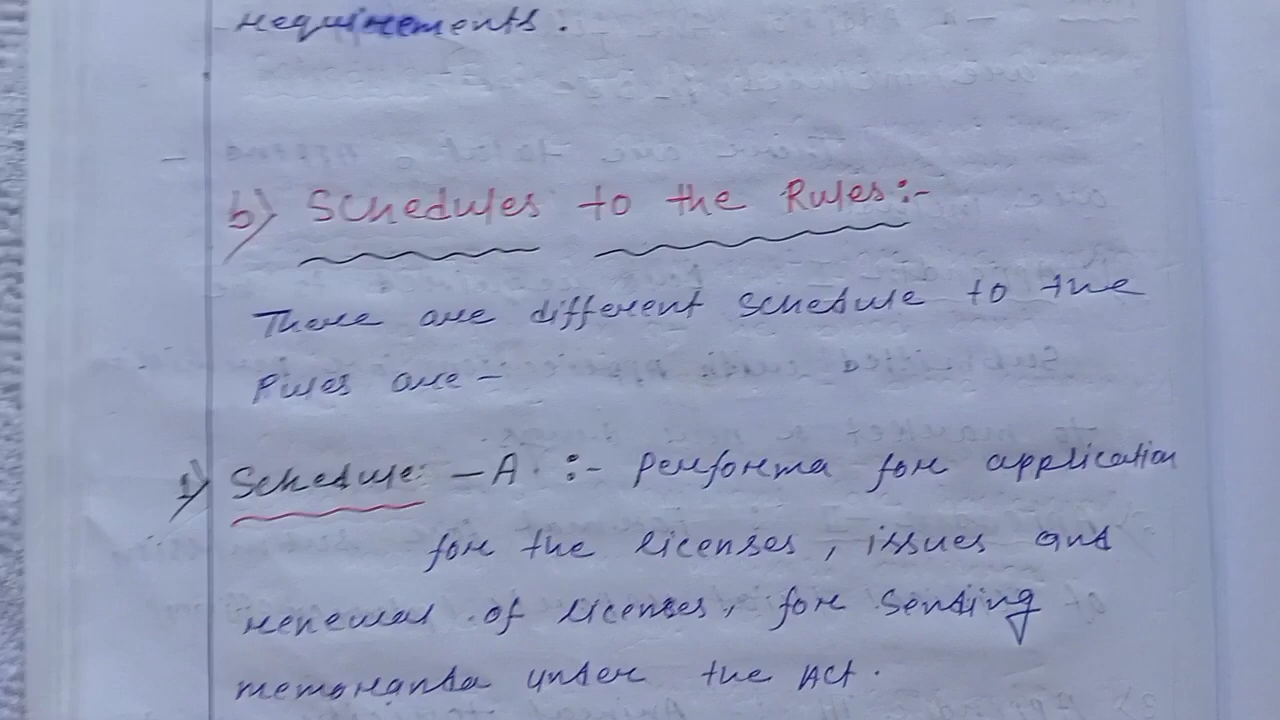 requirements.
b) Schedules to the Rules :-
There are different schedule to the
Rules are -
1) Schedule - A :- Performa for application
for the licenses, issues and
renewal of licenses, for sending
memoranda under the Act.